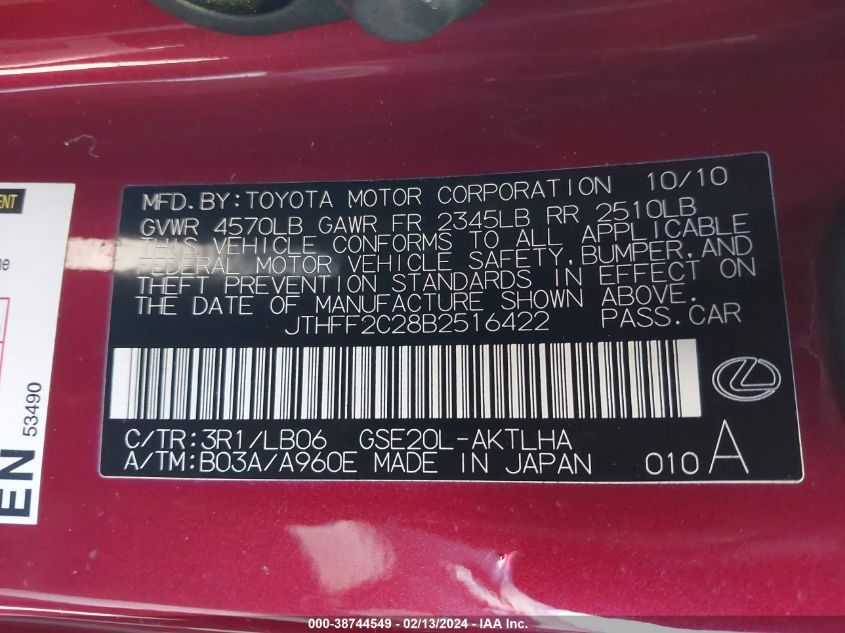 MFD. BY: TOYOTA MOTOR CORPORATION 10/10
GVWR 4570LB GAWR FR 2345LB RR 2510LB
THIS VEHICLE CONFORMS TO ALL APPLICABLE
FEDERAL MOTOR VEHICLE SAFETY, BUMPER, AND
THEFT PREVENTION STANDARDS IN EFFECT ON
THE DATE OF MANUFACTURE SHOWN ABOVE.
JTHFF2C28B2516422 PASS. CAR
C/TR: 3R1/LB06 GSE20L-AKTLHA
A/TM: B03A/A960E MADE IN JAPAN 010 A
53490
EN
000-38744549 - 02/13/2024 - IAA Inc.